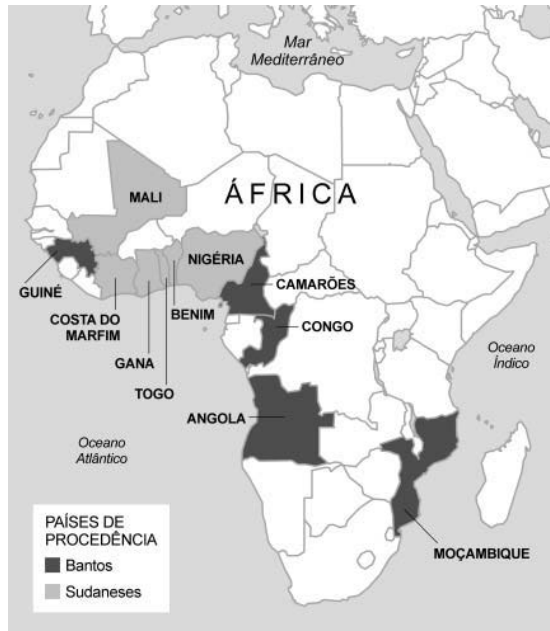 Mar
Mediterrâneo
MALI
ÁFRICA
NIGÉRIA
GUINÉ
CAMARÕES
COSTA DO
MARFIM
BENIM
CONGO
GANA
TOGO
Oceano
Índico
ANGOLA
Oceano
Atlântico
PAÍSES DE
PROCEDÊNCIA
Bantos
Sudaneses
MOÇAMBIQUE